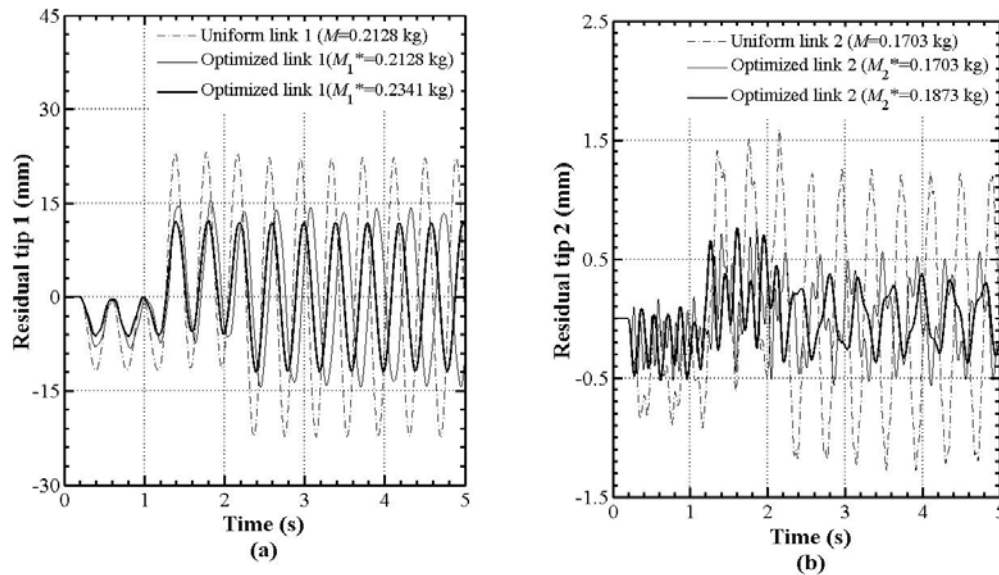 45
30
15
0
-15
-30
0
1
2
3
4
5
Residual tip 1 (mm)
Uniform link 1 (M=0.2128 kg)
Optimized link 1(M₁*=0.2128 kg)
Optimized link 1(M₁*=0.2341 kg)
Time (s)
(a)
2.5
1.5
0.5
-0.5
-1.5
0
1
2
3
4
5
Residual tip 2 (mm)
Uniform link 2 (M=0.1703 kg)
Optimized link 2 (M₂*=0.1703 kg)
Optimized link 2 (M₂*=0.1873 kg)
Time (s)
(b)